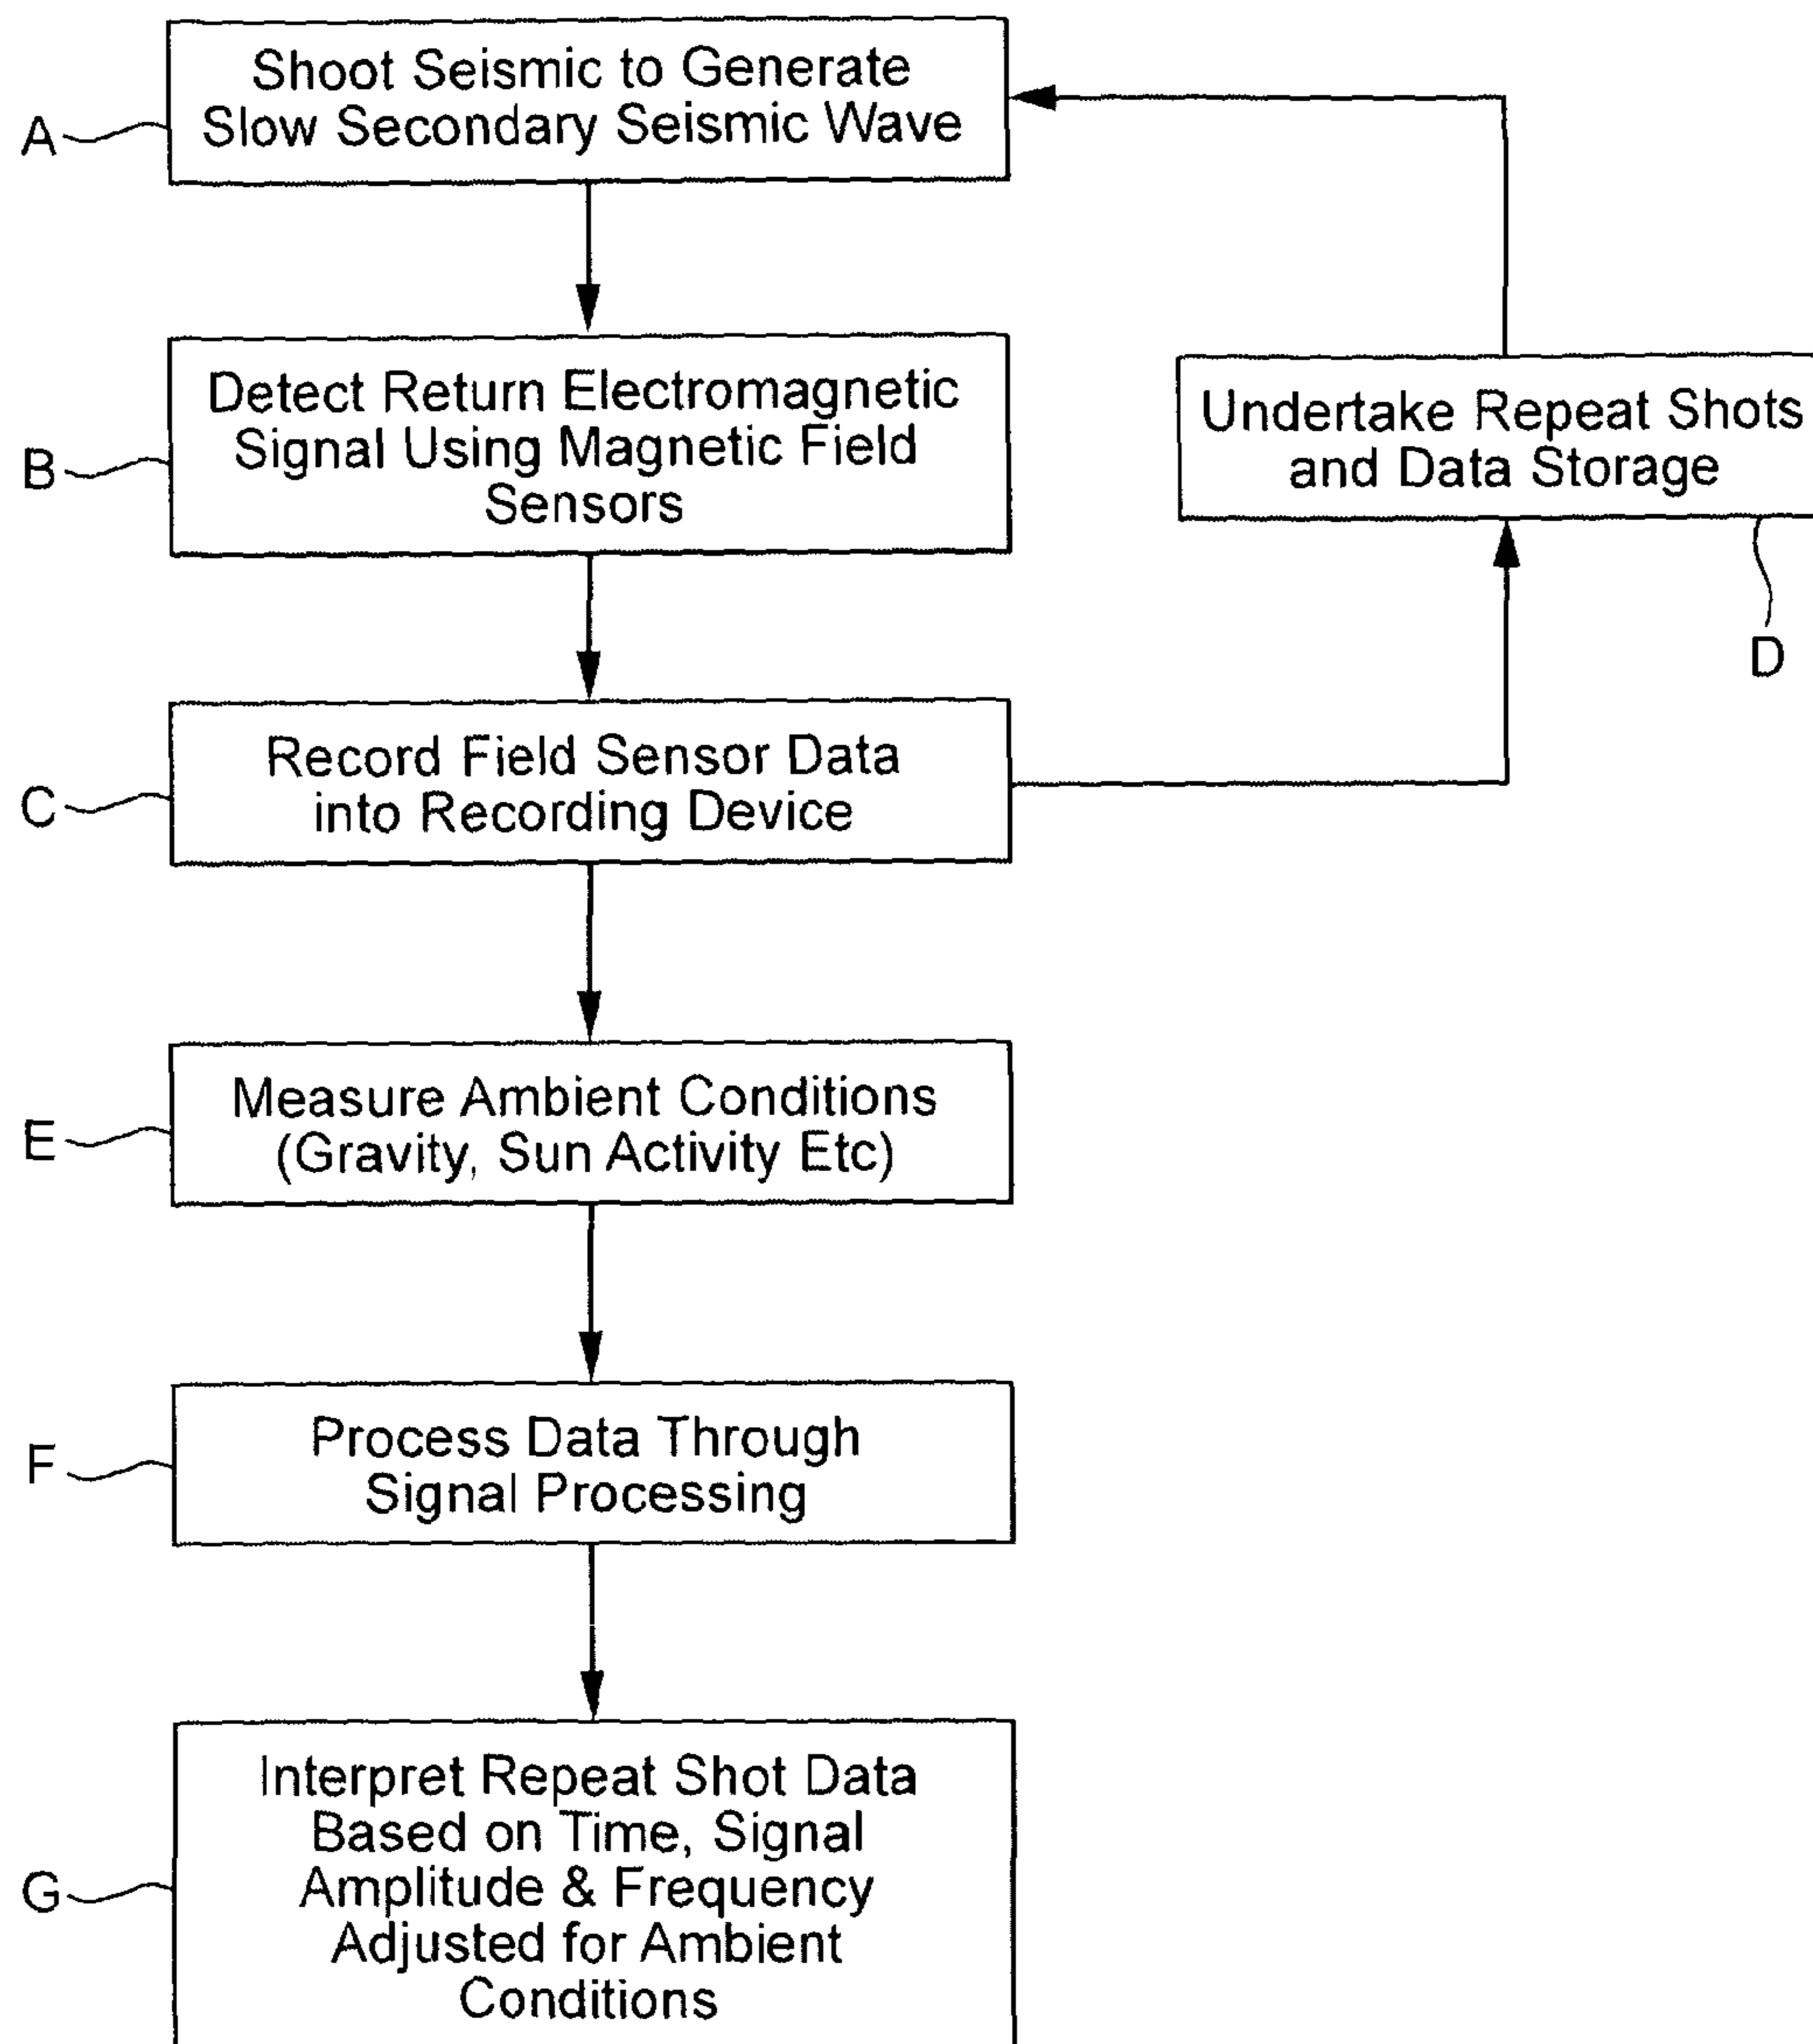 Shoot Seismic to Generate
Slow Secondary Seismic Wave
A
Detect Return Electromagnetic
Signal Using Magnetic Field
Sensors
B
Undertake Repeat Shots
and Data Storage
D
Record Field Sensor Data
into Recording Device
C
Measure Ambient Conditions
(Gravity, Sun Activity Etc)
E
Process Data Through
Signal Processing
F
Interpret Repeat Shot Data
Based on Time, Signal
Amplitude & Frequency
Adjusted for Ambient
Conditions
G